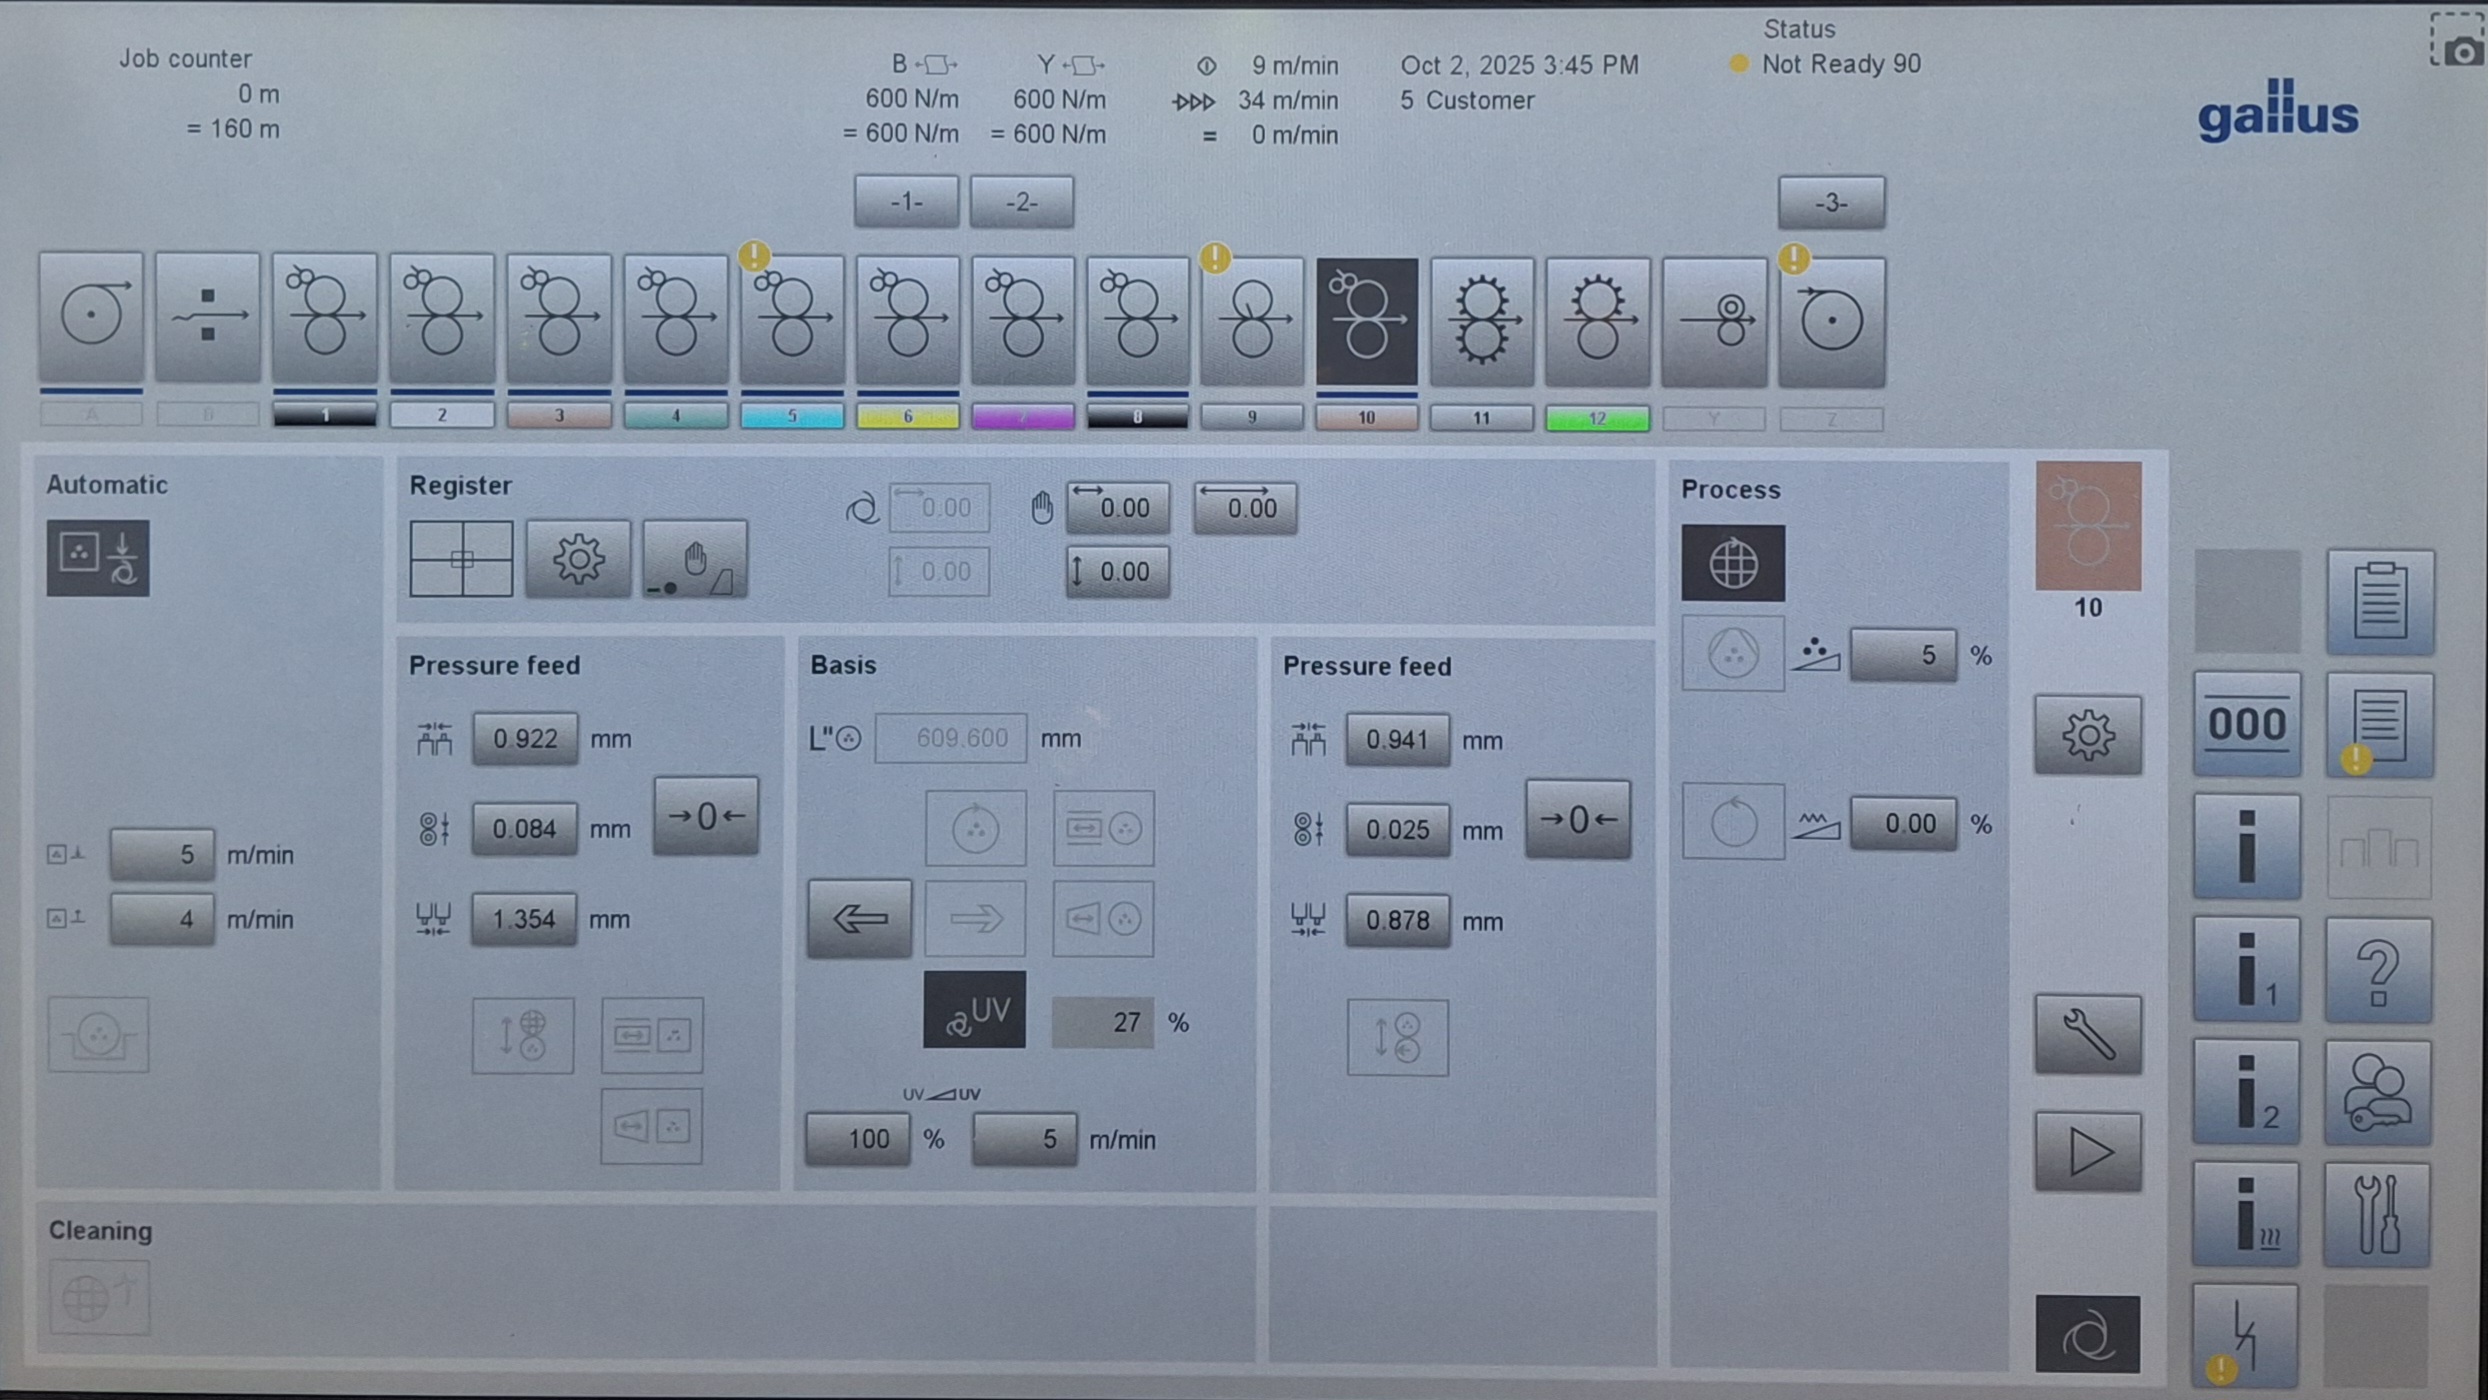 Job counter
0 m
= 160 m
B
600 N/m
= 600 N/m
Y
600 N/m
= 600 N/m
9 m/min
34 m/min
= 0 m/min
Oct 2, 2025 3:45 PM
5 Customer
Status
Not Ready 90
gallus
-1-
-2-
-3-
A
B
1
2
3
4
5
6
7
8
9
10
11
12
Y
Z
Automatic
5 m/min
4 m/min
Register
0.00
0.00
0.00
0.00
0.00
Pressure feed
0.922 mm
0.084 mm
→0←
1.354 mm
Basis
L" 609.600 mm
UV 27 %
UV UV
100 % 5 m/min
Pressure feed
0.941 mm
0.025 mm
→0←
0.878 mm
Process
5 %
0.00 %
10
000
i
i 1
i 2
i
?
Cleaning